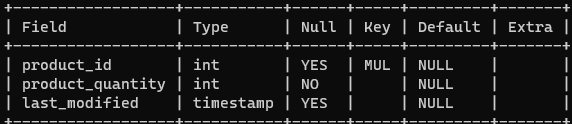 +------------------+-----------+------+-----+---------+-------+
| Field            | Type      | Null | Key | Default | Extra |
+------------------+-----------+------+-----+---------+-------+
| product_id       | int       | YES  | MUL | NULL    |       |
| product_quantity | int       | NO   |     | NULL    |       |
| last_modified    | timestamp | YES  |     | NULL    |       |
+------------------+-----------+------+-----+---------+-------+